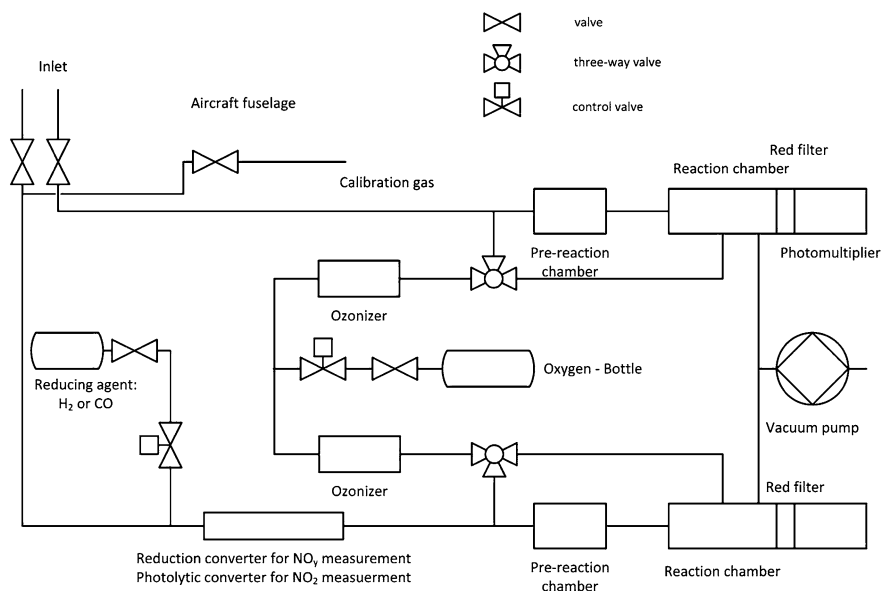 valve
three-way valve
control valve
Inlet
Aircraft fuselage
Calibration gas
Red filter
Reaction chamber
Pre-reaction
chamber
Photomultiplier
Ozonizer
Reducing agent:
H₂ or CO
Oxygen - Bottle
Vacuum pump
Ozonizer
Red filter
Reduction converter for NOᵧ measurement
Photolytic converter for NO₂ measuerment
Pre-reaction
chamber
Reaction chamber